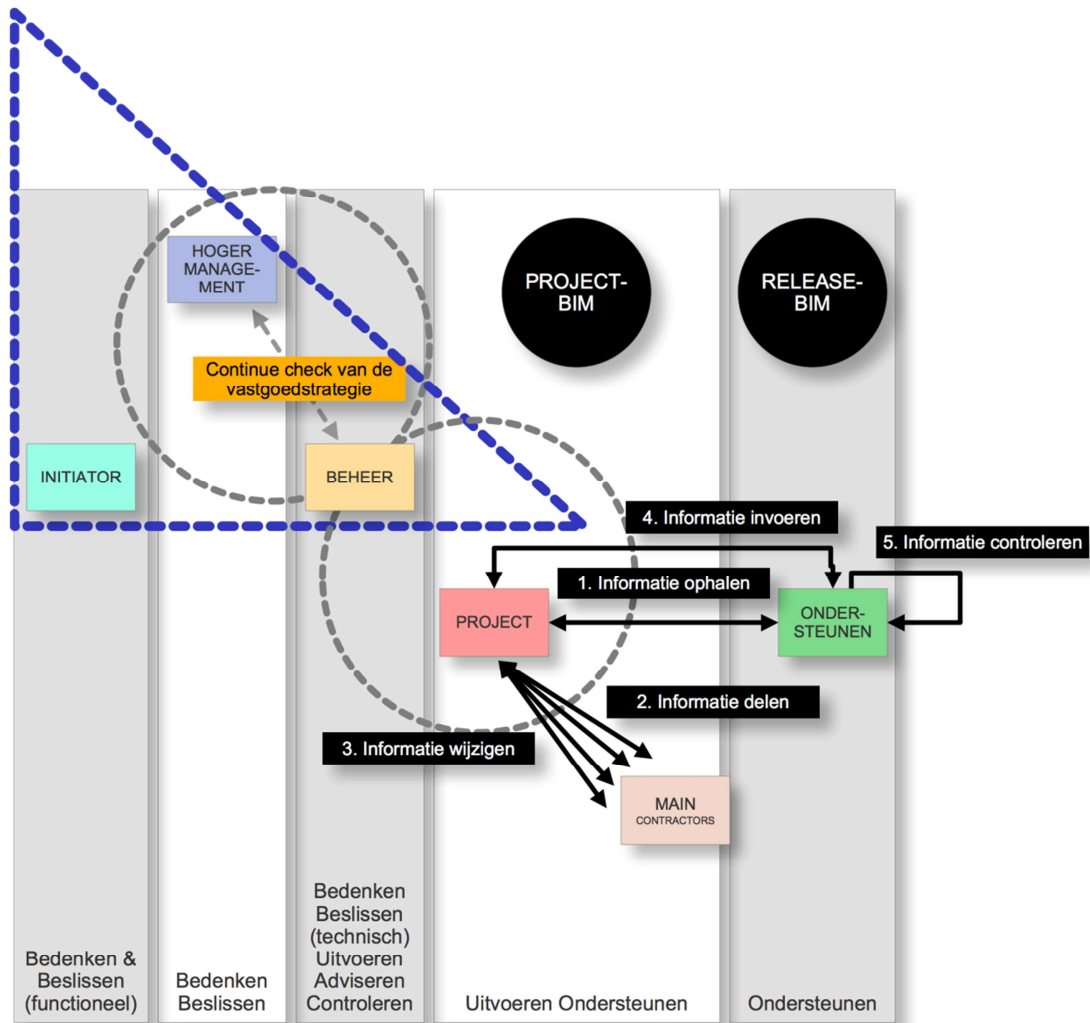 HOGER
MANAGE-
MENT
PROJECT-
BIM
RELEASE-
BIM
Continue check van de
vastgoedstrategie
INITIATOR
BEHEER
4. Informatie invoeren
5. Informatie controleren
1. Informatie ophalen
PROJECT
ONDER-
STEUNEN
2. Informatie delen
3. Informatie wijzigen
MAIN
CONTRACTORS
Bedenken &
Beslissen
(functioneel)
Bedenken
Beslissen
Bedenken
Beslissen
(technisch)
Uitvoeren
Adviseren
Controleren
Uitvoeren Ondersteunen
Ondersteunen